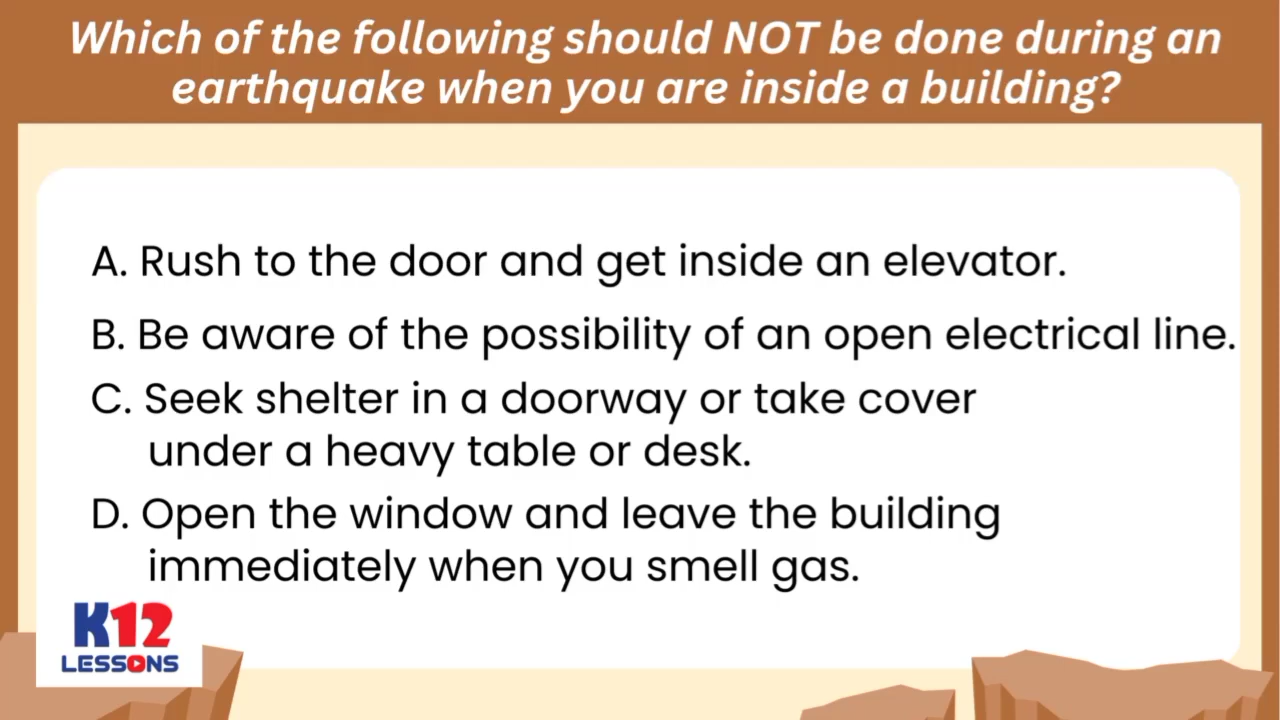 Which of the following should NOT be done during an
earthquake when you are inside a building?
A. Rush to the door and get inside an elevator.
B. Be aware of the possibility of an open electrical line.
C. Seek shelter in a doorway or take cover
under a heavy table or desk.
D. Open the window and leave the building
immediately when you smell gas.
K12
LESSONS